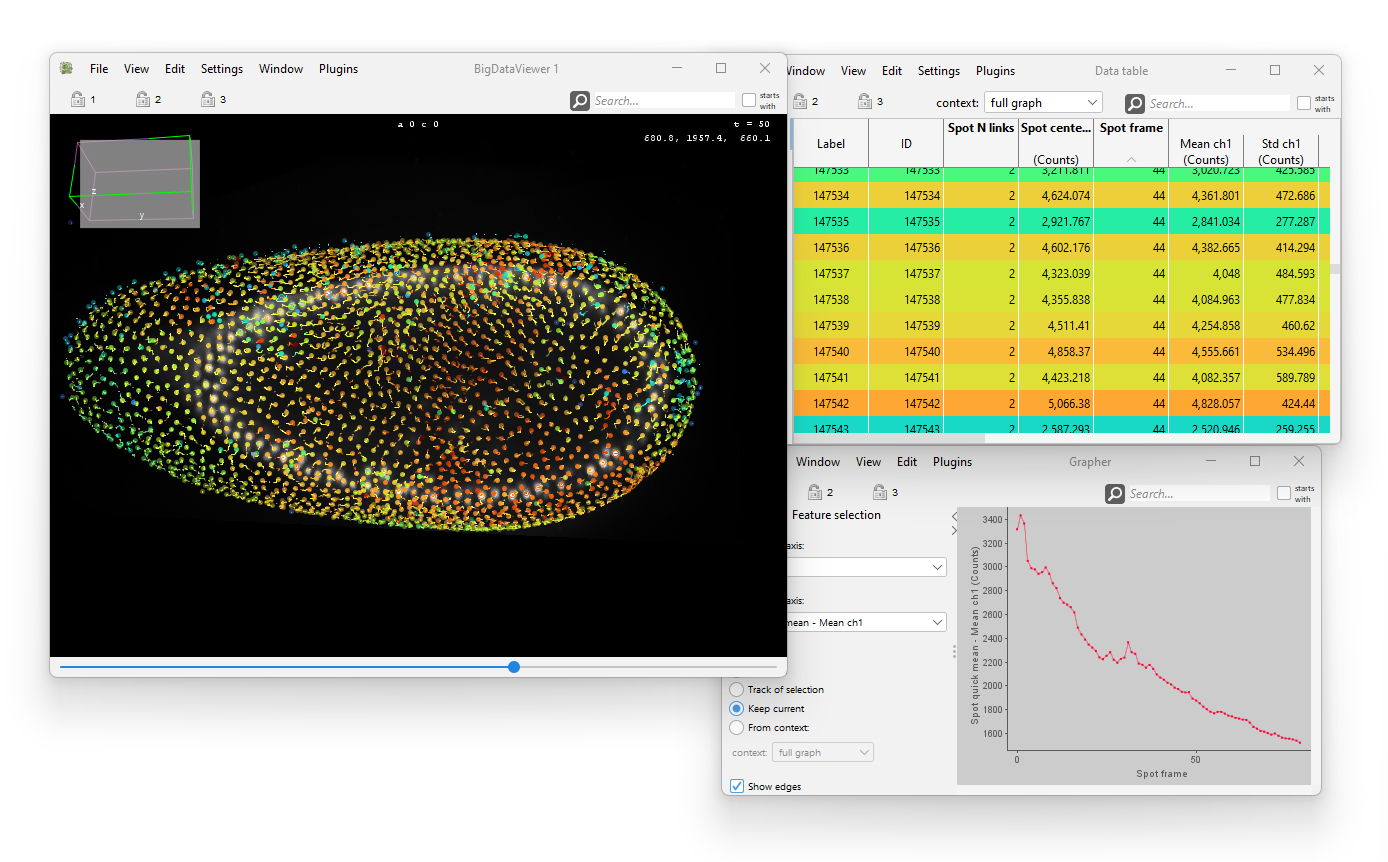 File View Edit Settings Window Plugins BigDataViewer 1
1 2 3 Search... starts with
a 0 c 0 t = 50
680.8, 1957.4, 660.1
z
x
y
Window View Edit Settings Plugins Data table
2 3 context: full graph Search... starts with
Label ID Spot N links Spot cente... (Counts) Spot frame Mean ch1 (Counts) Std ch1 (Counts)
147533 147533 2 3,211.811 44 3,020.723 425.585
147534 147534 2 4,624.074 44 4,361.801 472.686
147535 147535 2 2,921.767 44 2,841.034 277.287
147536 147536 2 4,602.176 44 4,382.665 414.294
147537 147537 2 4,323.039 44 4,048 484.593
147538 147538 2 4,355.838 44 4,084.963 477.834
147539 147539 2 4,511.41 44 4,254.858 460.62
147540 147540 2 4,858.37 44 4,555.661 534.496
147541 147541 2 4,423.218 44 4,082.357 589.789
147542 147542 2 5,066.38 44 4,828.057 424.44
147543 147543 2 2,587.293 44 2,520.946 259.255
Window View Edit Plugins Grapher
2 3 Search... starts with
Feature selection
axis:
axis:
mean - Mean ch1
Track of selection
Keep current
From context:
context: full graph
Show edges
Spot quick mean - Mean ch1 (Counts)
3400
3200
3000
2800
2600
2400
2200
2000
1800
1600
0 50
Spot frame